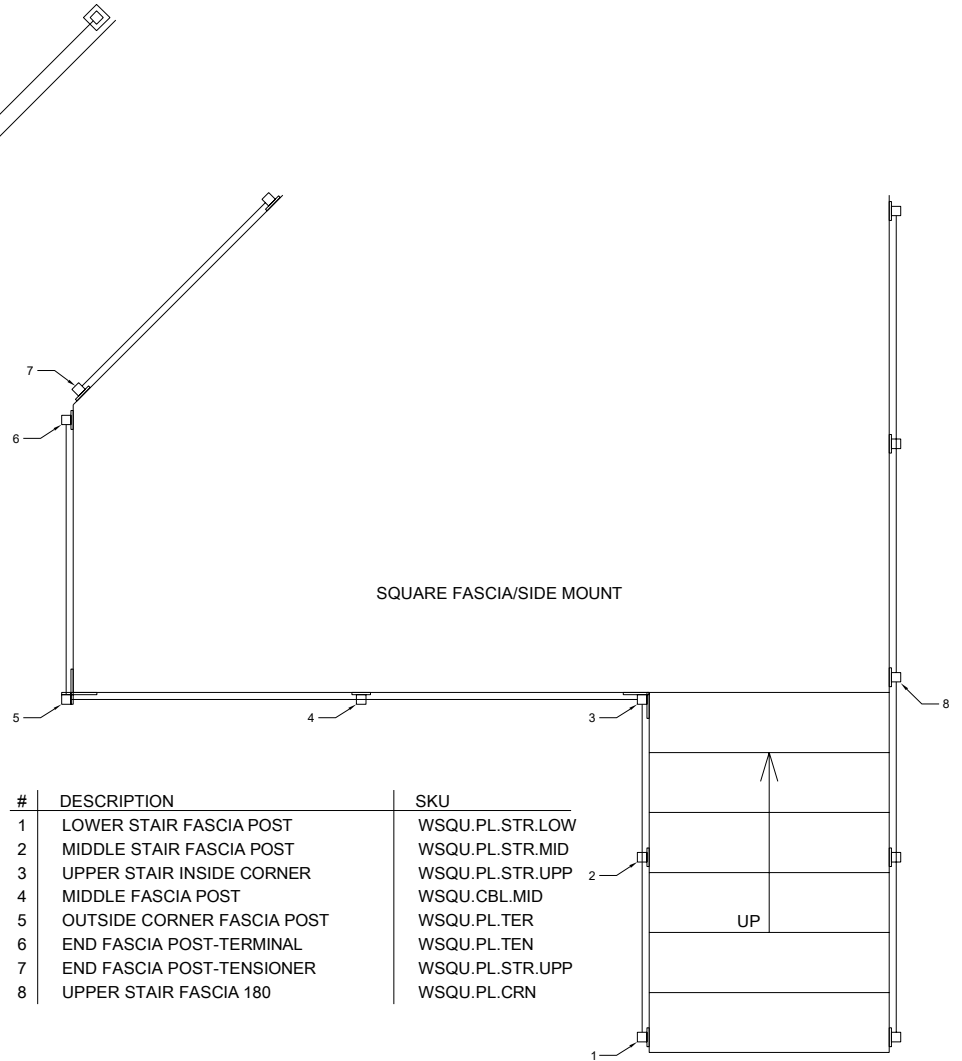 7
6
SQUARE FASCIA/SIDE MOUNT
5
4
3
8
# DESCRIPTION SKU
1 LOWER STAIR FASCIA POST WSQU.PL.STR.LOW
2 MIDDLE STAIR FASCIA POST WSQU.PL.STR.MID
3 UPPER STAIR INSIDE CORNER WSQU.PL.STR.UPP
4 MIDDLE FASCIA POST WSQU.CBL.MID
5 OUTSIDE CORNER FASCIA POST WSQU.PL.TER
6 END FASCIA POST-TERMINAL WSQU.PL.TEN
7 END FASCIA POST-TENSIONER WSQU.PL.STR.UPP
8 UPPER STAIR FASCIA 180 WSQU.PL.CRN
2
UP
1